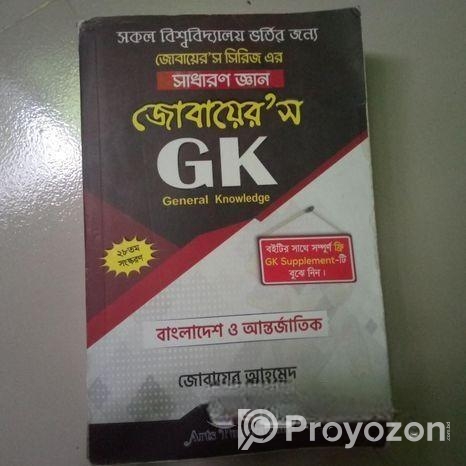 সকল বিশ্ববিদ্যালয় ভর্তির জন্য
জোবায়ের'স সিরিজ এর
সাধারণ জ্ঞান
জোবায়ের'স
GK
General Knowledge
২৮তম
সংস্করণ
বইটির সাথে সম্পূর্ণ ফ্রি
GK Supplement-টি
বুঝে নিন।
বাংলাদেশ ও আন্তর্জাতিক
জোবায়ের আহমেদ
Proyozon